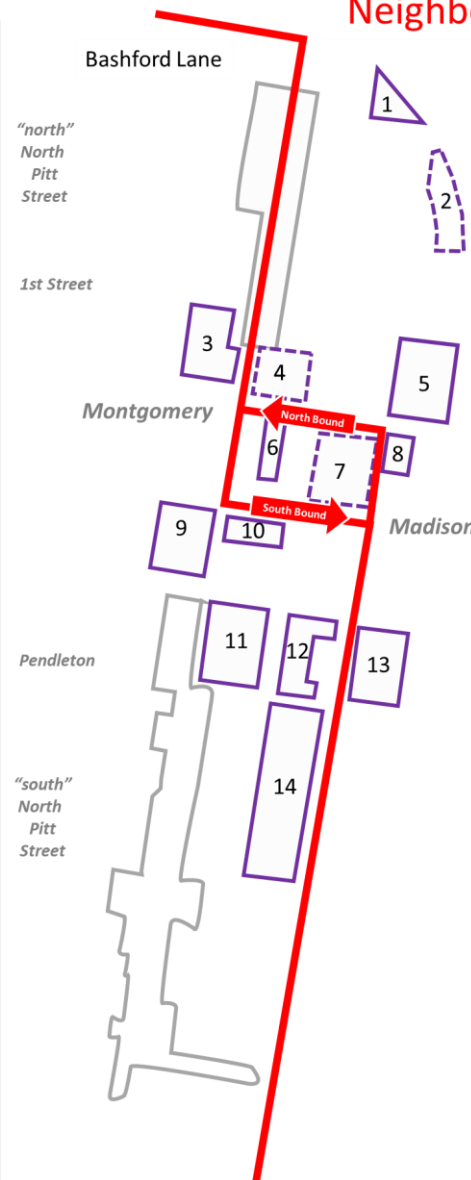 Neighbo
Bashford Lane
1
“north”
North
Pitt
Street
2
1st Street
3
4
5
Montgomery
North Bound
6
7
8
South Bound
9
10
Madison
11
12
13
Pendleton
14
“south”
North
Pitt
Street